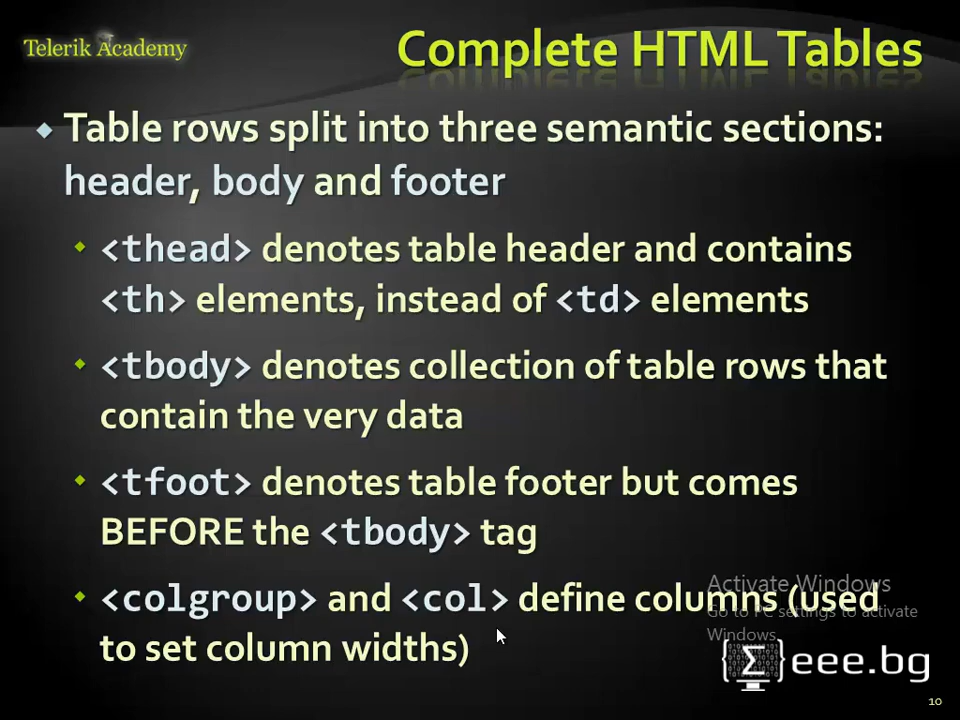 Telerik Academy
Complete HTML Tables
Table rows split into three semantic sections:
header, body and footer
<thead> denotes table header and contains
<th> elements, instead of <td> elements
<tbody> denotes collection of table rows that
contain the very data
<tfoot> denotes table footer but comes
BEFORE the <tbody> tag
<colgroup> and <col> define columns (used
to set column widths)
Activate Windows
Go to PC settings to activate
Windows.
Σ eee.bg
10